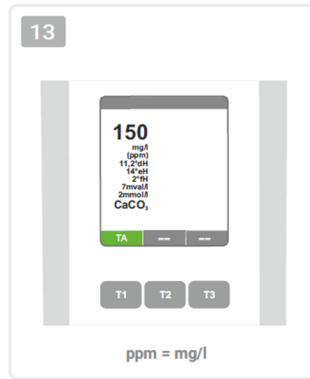 13
150
mg/l
(ppm)
11,2°dH
14°eH
2°fH
7mval/l
2mmol/l
CaCO₃
TA -- --
T1 T2 T3
ppm = mg/l